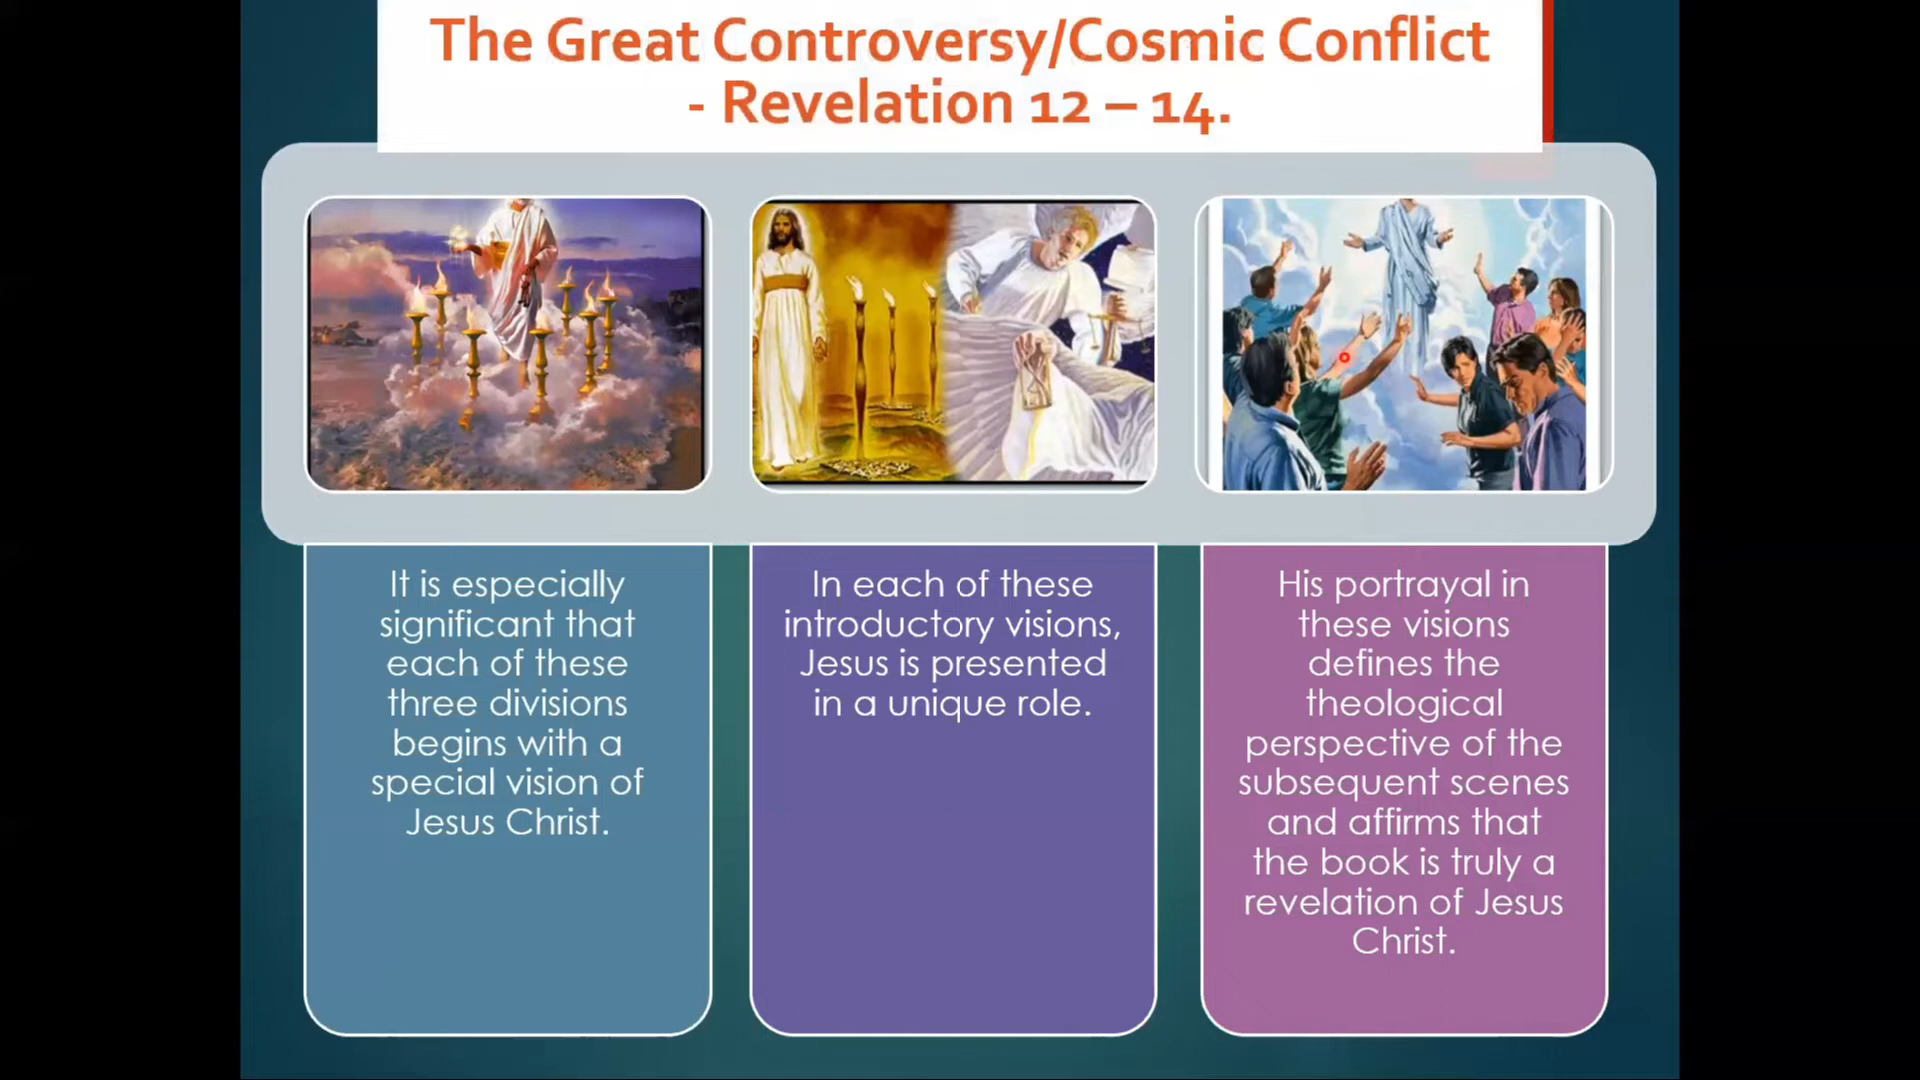 The Great Controversy/Cosmic Conflict
- Revelation 12 – 14.
It is especially
significant that
each of these
three divisions
begins with a
special vision of
Jesus Christ.
In each of these
introductory visions,
Jesus is presented
in a unique role.
His portrayal in
these visions
defines the
theological
perspective of the
subsequent scenes
and affirms that
the book is truly a
revelation of Jesus
Christ.